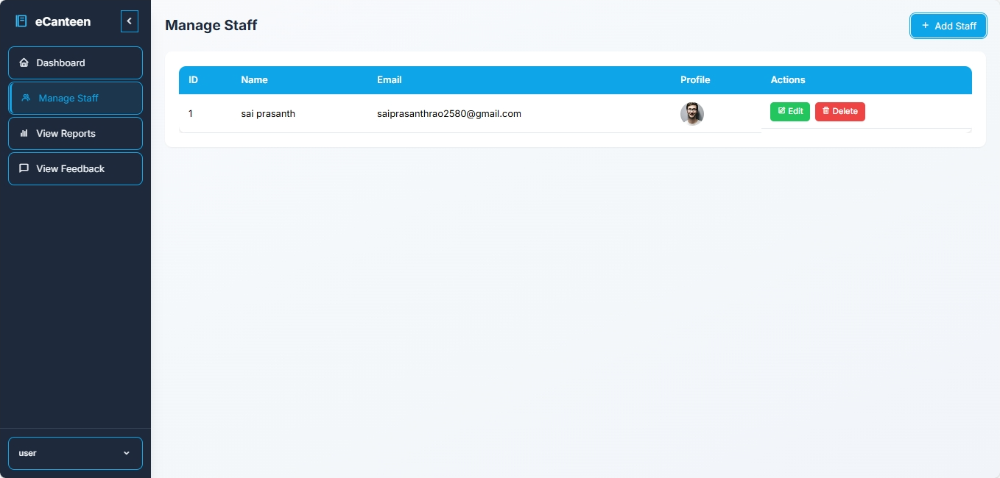 eCanteen
Dashboard
Manage Staff
View Reports
View Feedback
user
Manage Staff
+ Add Staff
ID Name Email Profile Actions
1 sai prasanth saiprasanthrao2580@gmail.com Edit Delete